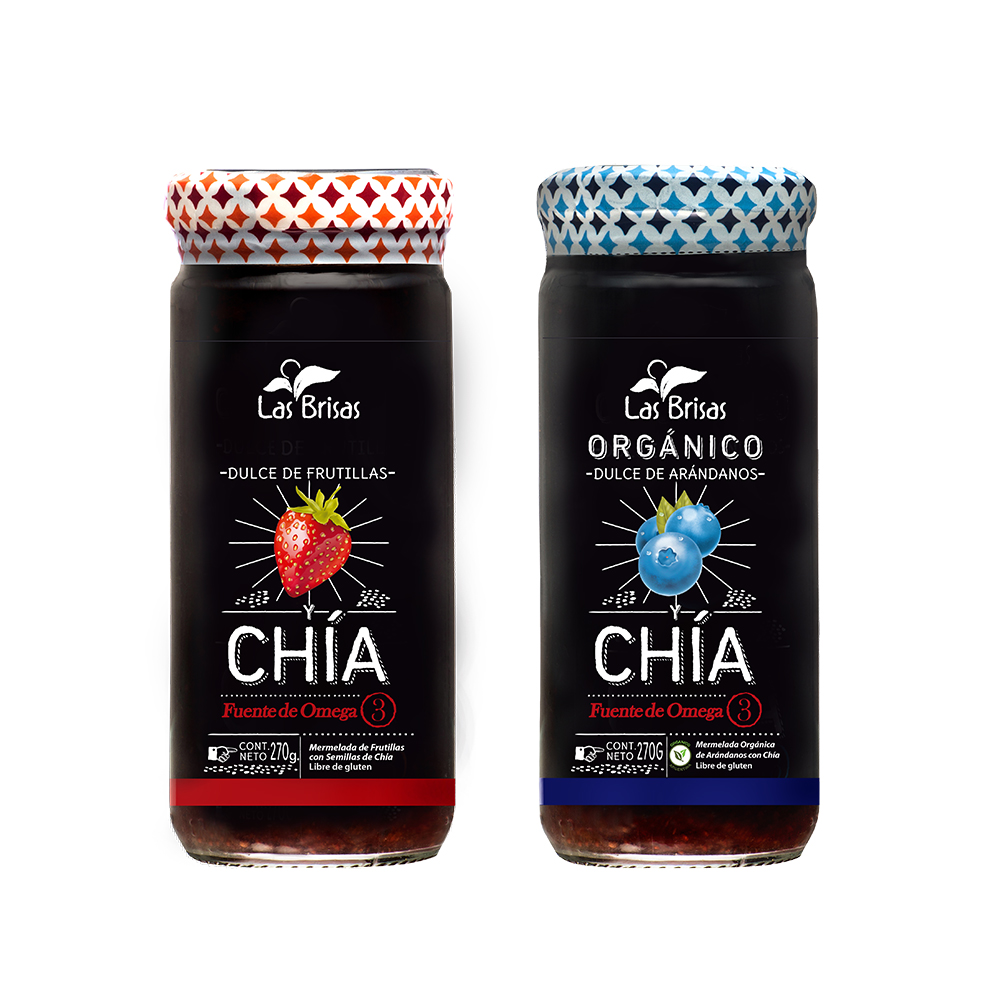 Las Brisas
-DULCE DE FRUTILLAS-
Y
CHÍA
Fuente de Omega 3
CONT. NETO 270g.
Mermelada de Frutillas
con Semillas de Chía
Libre de gluten
Las Brisas
ORGÁNICO
-DULCE DE ARÁNDANOS-
Y
CHÍA
Fuente de Omega 3
CONT. NETO 270G
Mermelada Orgánica
de Arándanos con Chía
Libre de gluten